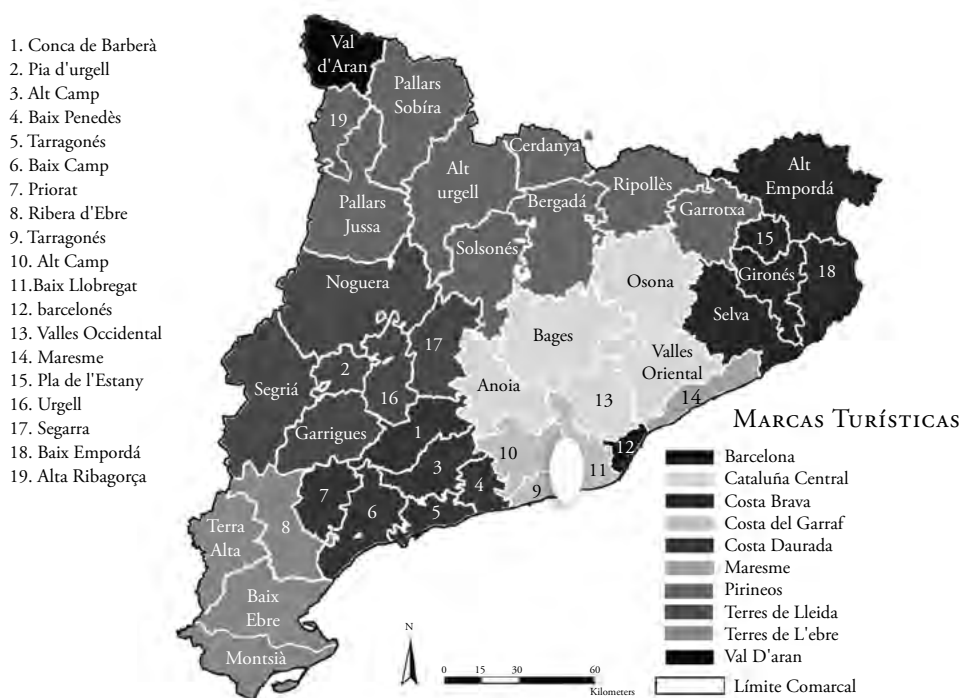 1. Conca de Barberà
2. Pia d'urgell
3. Alt Camp
4. Baix Penedès
5. Tarragonés
6. Baix Camp
7. Priorat
8. Ribera d'Ebre
9. Tarragonés
10. Alt Camp
11.Baix Llobregat
12. barcelonés
13. Valles Occidental
14. Maresme
15. Pla de l'Estany
16. Urgell
17. Segarra
18. Baix Empordá
19. Alta Ribagorça
Val
d'Aran
Pallars
Sobíra
19
Cerdanya
Alt
Empordá
Alt
urgell
Ripollès
Bergadá
Garrotxa
Pallars
Jussa
Solsonés
15
Gironés
18
Noguera
Osona
Selva
Bages
17
Valles
Oriental
2
Segriá
Anoia
16
13
14
Garrigues
1
10
12
3
11
7
4
9
6
5
8
Terra
Alta
Baix
Ebre
Montsià
Marcas Turísticas
Barcelona
Cataluña Central
Costa Brava
Costa del Garraf
Costa Daurada
Maresme
Pirineos
Terres de Lleida
Terres de L'ebre
Val D'aran
Límite Comarcal
N
0 15 30 60
Kilometers